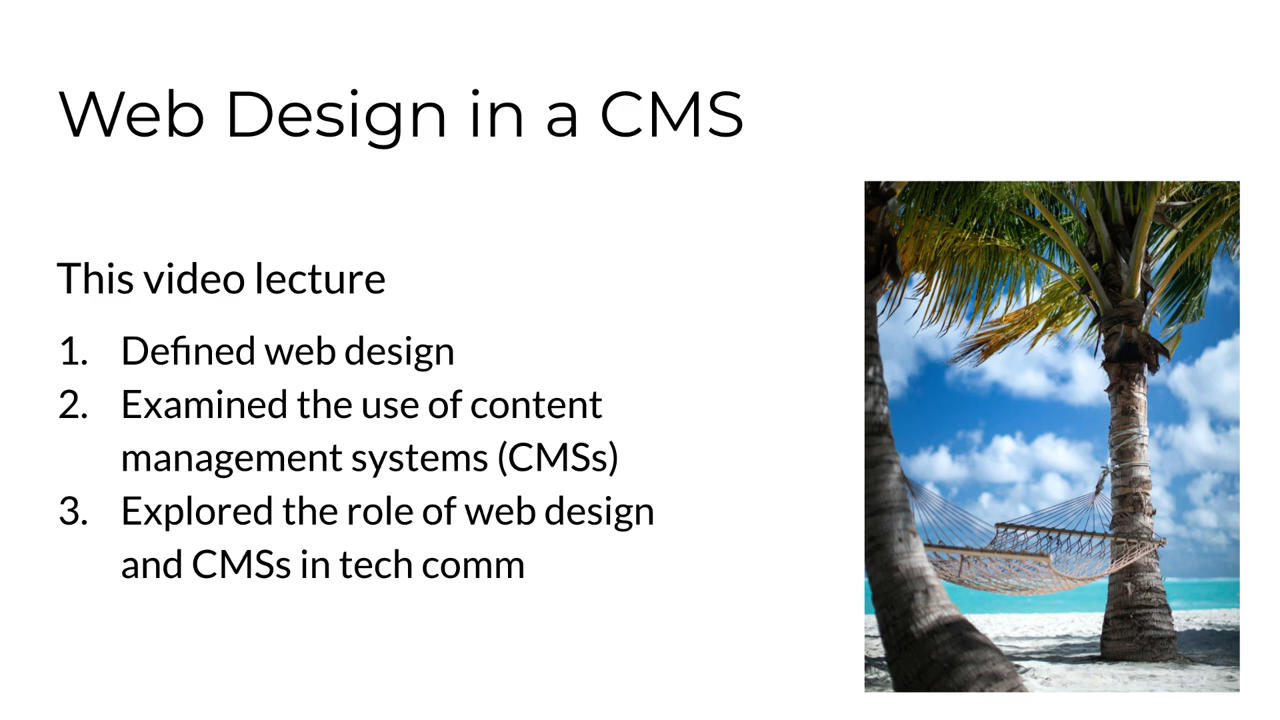 Web Design in a CMS
This video lecture
1. Defined web design
2. Examined the use of content
management systems (CMSs)
3. Explored the role of web design
and CMSs in tech comm